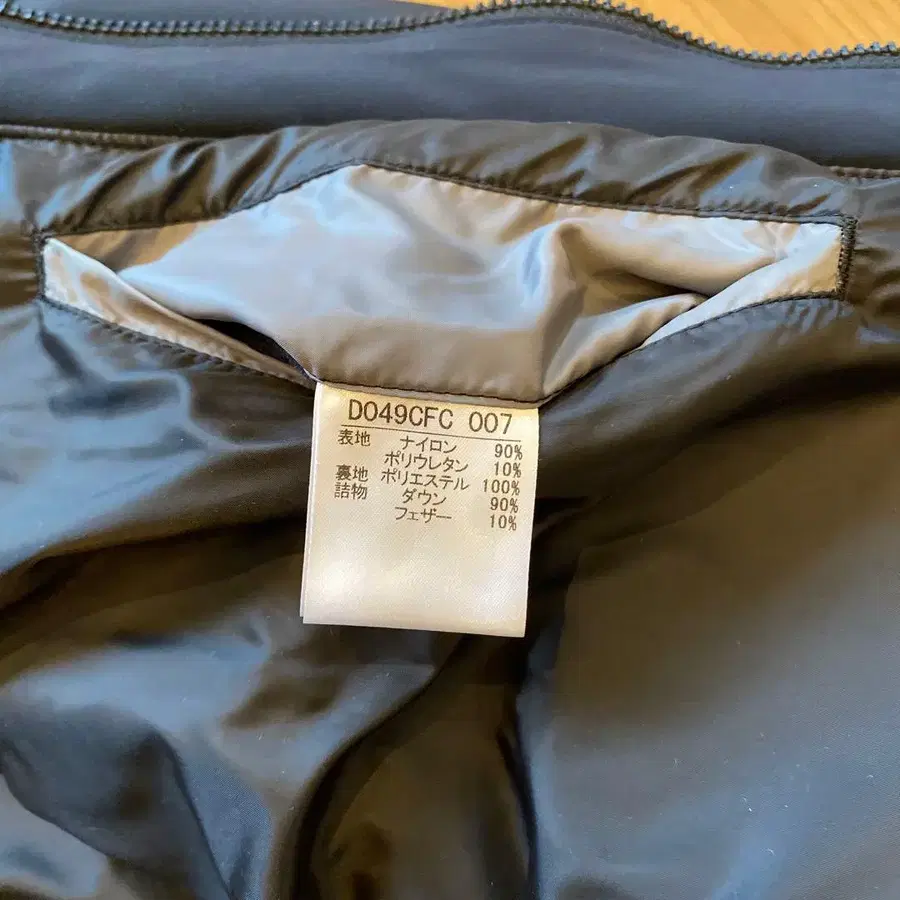 D049CFC 007
表地 ナイロン 90%
ポリウレタン 10%
裏地 ポリエステル 100%
詰物 ダウン 90%
フェザー 10%